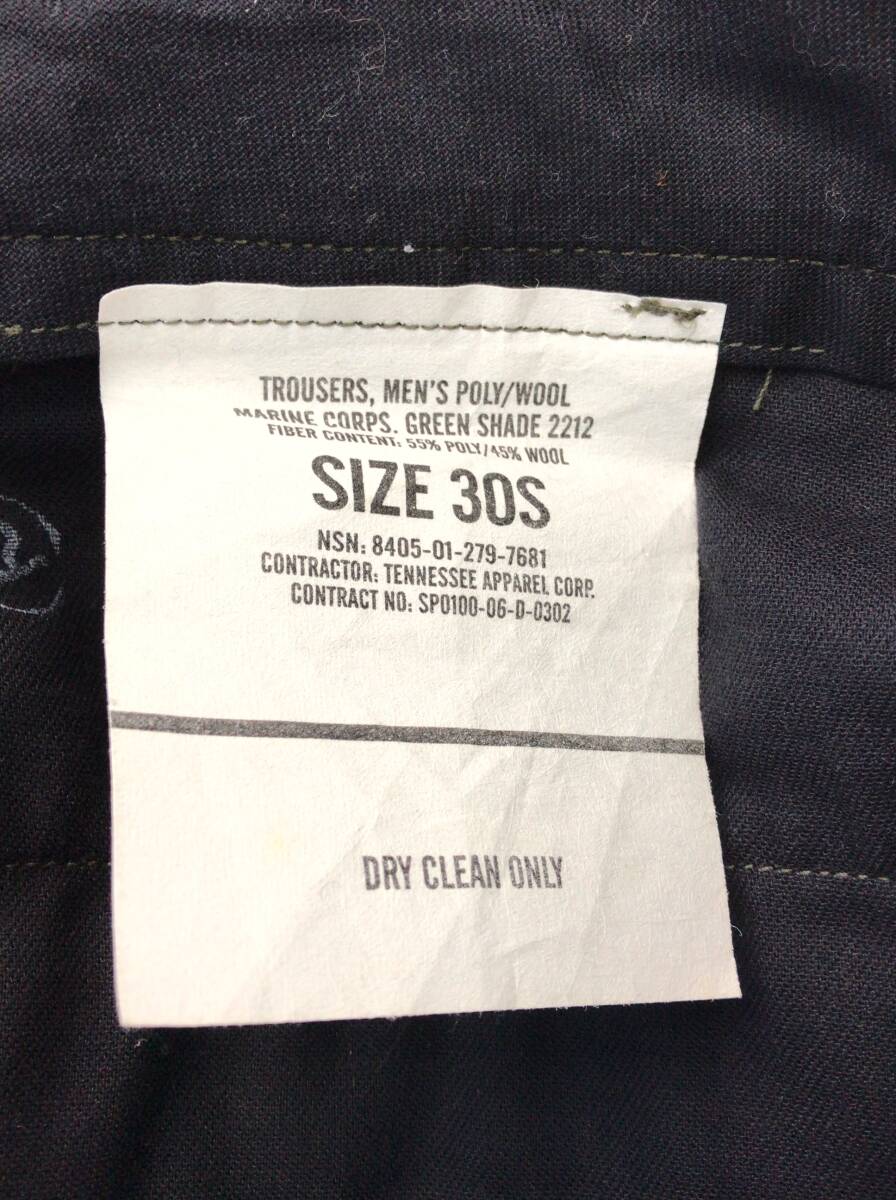 TROUSERS, MEN'S POLY/WOOL
MARINE CORPS. GREEN SHADE 2212
FIBER CONTENT: 55% POLY/45% WOOL
SIZE 30S
NSN: 8405-01-279-7681
CONTRACTOR: TENNESSEE APPAREL CORP.
CONTRACT NO: SPO100-06-D-0302
DRY CLEAN ONLY